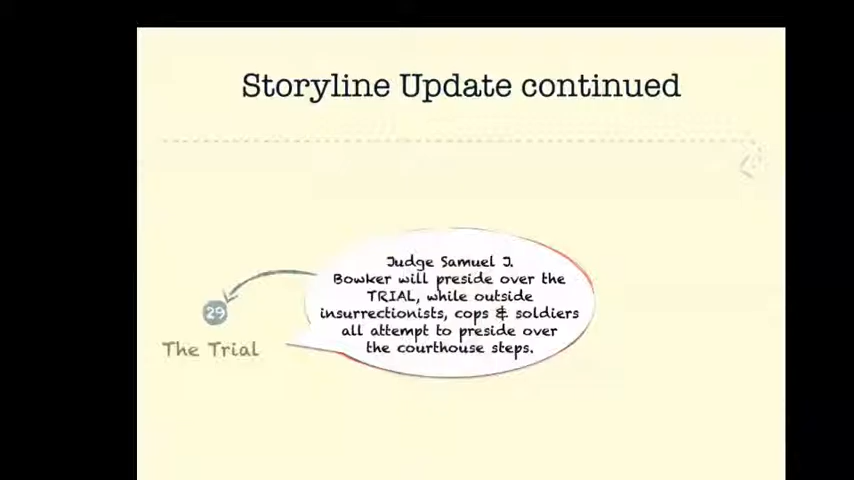 Storyline Update continued
Judge Samuel J.
Bowker will preside over the
TRIAL, while outside
insurrectionists, cops & soldiers
all attempt to preside over
the courthouse steps.
29
The Trial